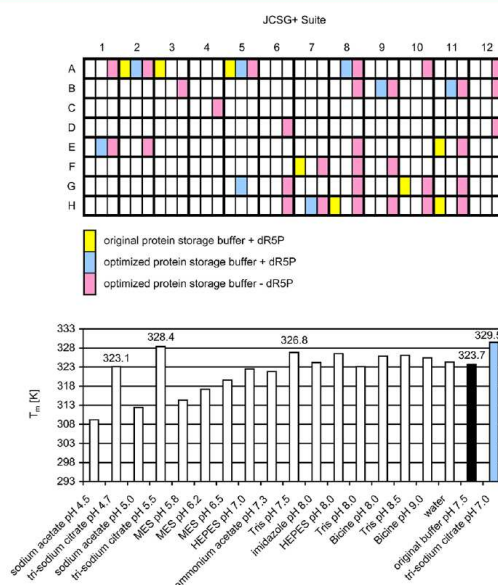 JCSG+ Suite
1 2 3 4 5 6 7 8 9 10 11 12
A
B
C
D
E
F
G
H
original protein storage buffer + dR5P
optimized protein storage buffer + dR5P
optimized protein storage buffer - dR5P
333
328
323
318
313
308
303
298
293
Tm [K]
323.1
328.4
326.8
323.7
329.
sodium acetate pH 4.5
tri-sodium citrate pH 4.7
sodium acetate pH 5.0
tri-sodium citrate pH 5.5
MES pH 5.8
MES pH 6.2
MES pH 6.5
HEPES pH 7.0
ammonium acetate pH 7.3
Tris pH 7.5
imidazole pH 8.0
HEPES pH 8.0
Tris pH 8.0
Bicine pH 8.0
Tris pH 8.5
Bicine pH 9.0
water
original buffer pH 7.5
tri-sodium citrate pH 7.0